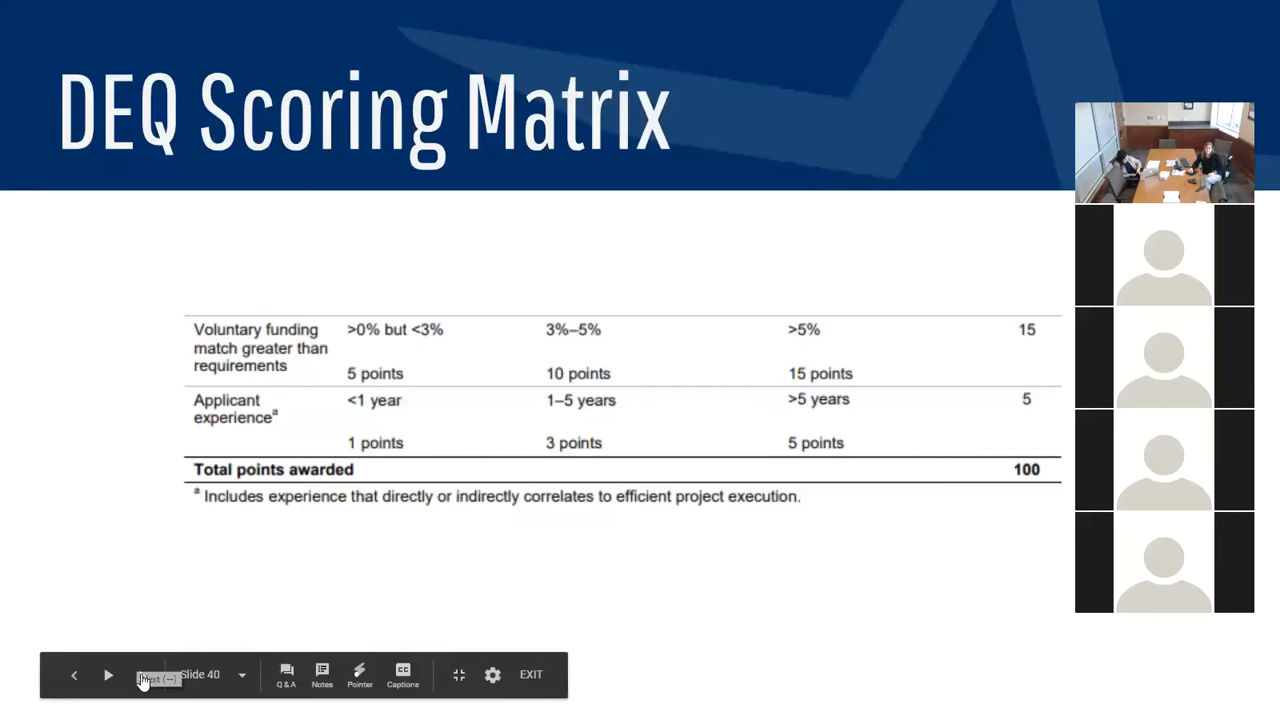 DEQ Scoring Matrix
Voluntary funding >0% but <3% 3%–5% >5% 15
match greater than
requirements
5 points 10 points 15 points
Applicant <1 year 1–5 years >5 years 5
experienceᵃ
1 points 3 points 5 points
Total points awarded 100
ᵃ Includes experience that directly or indirectly correlates to efficient project execution.
Slide 40
Q & A Notes Pointer Captions EXIT